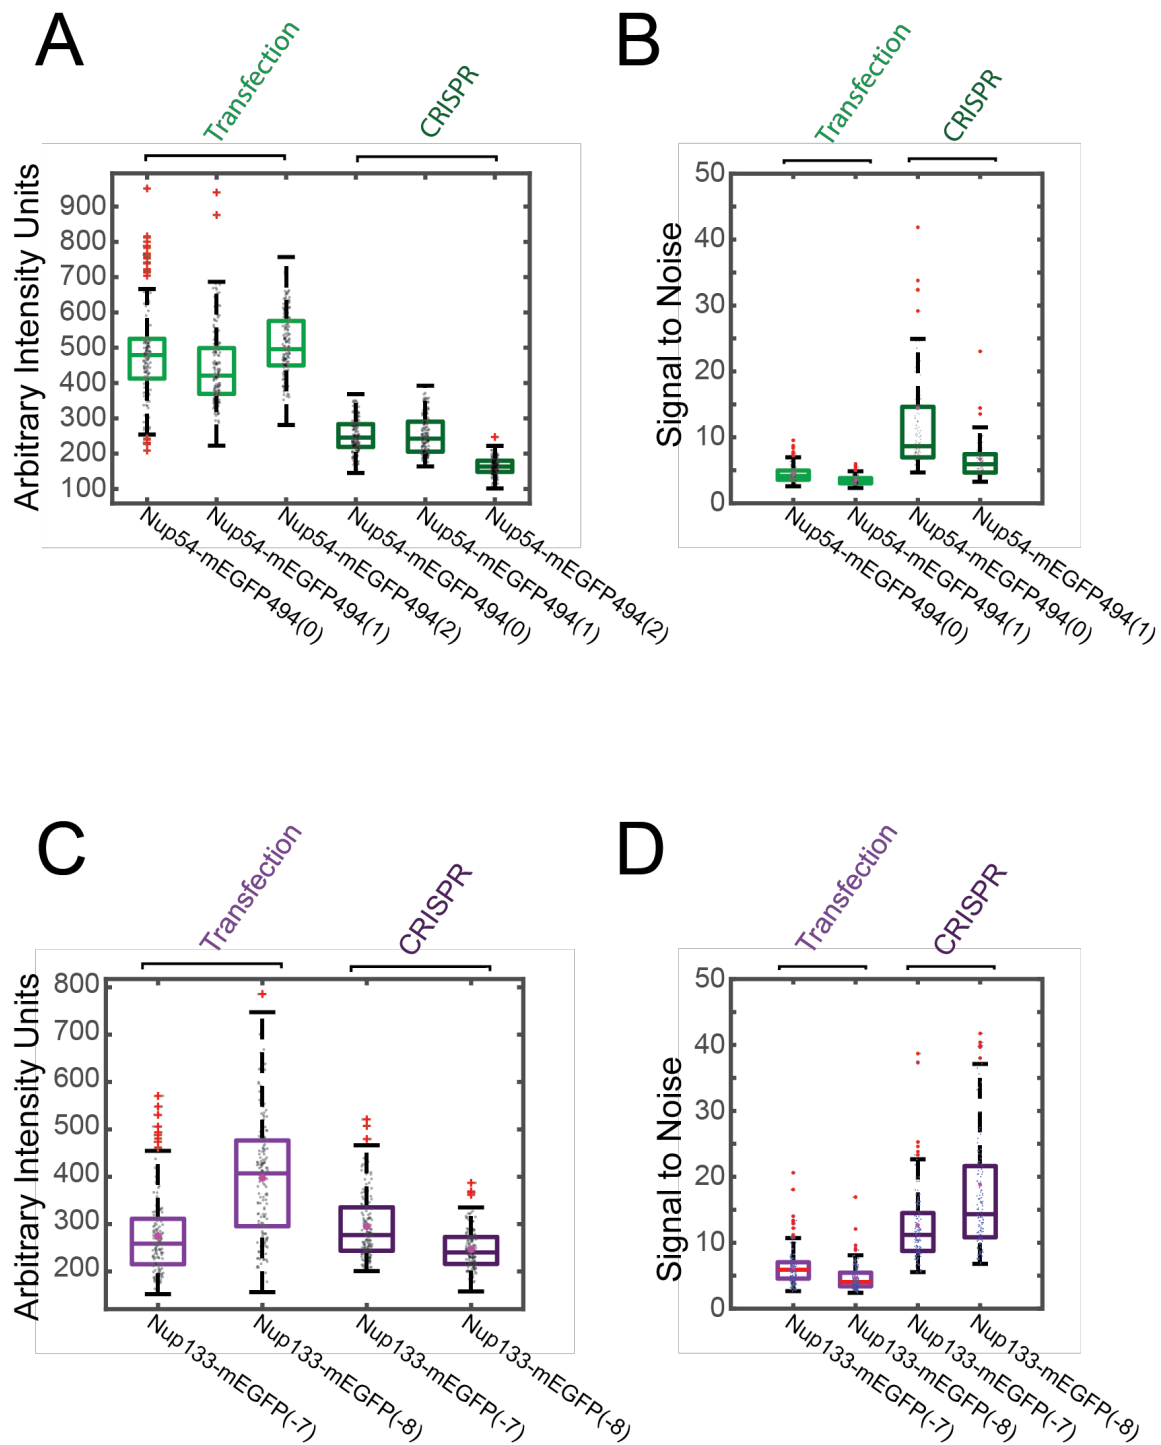 A
Transfection
CRISPR
Arbitrary Intensity Units
900
800
700
600
500
400
300
200
100
Nup54-mEGFP494(0)
Nup54-mEGFP494(1)
Nup54-mEGFP494(2)
Nup54-mEGFP494(0)
Nup54-mEGFP494(1)
Nup54-mEGFP494(2)
B
Transfection
CRISPR
Signal to Noise
50
40
30
20
10
0
Nup54-mEGFP494(0)
Nup54-mEGFP494(1)
Nup54-mEGFP494(0)
Nup54-mEGFP494(1)
C
Transfection
CRISPR
Arbitrary Intensity Units
800
700
600
500
400
300
200
Nup133-mEGFP(-7)
Nup133-mEGFP(-8)
Nup133-mEGFP(-7)
Nup133-mEGFP(-8)
D
Transfection
CRISPR
Signal to Noise
50
40
30
20
10
0
Nup133-mEGFP(-7)
Nup133-mEGFP(-8)
Nup133-mEGFP(-7)
Nup133-mEGFP(-8)